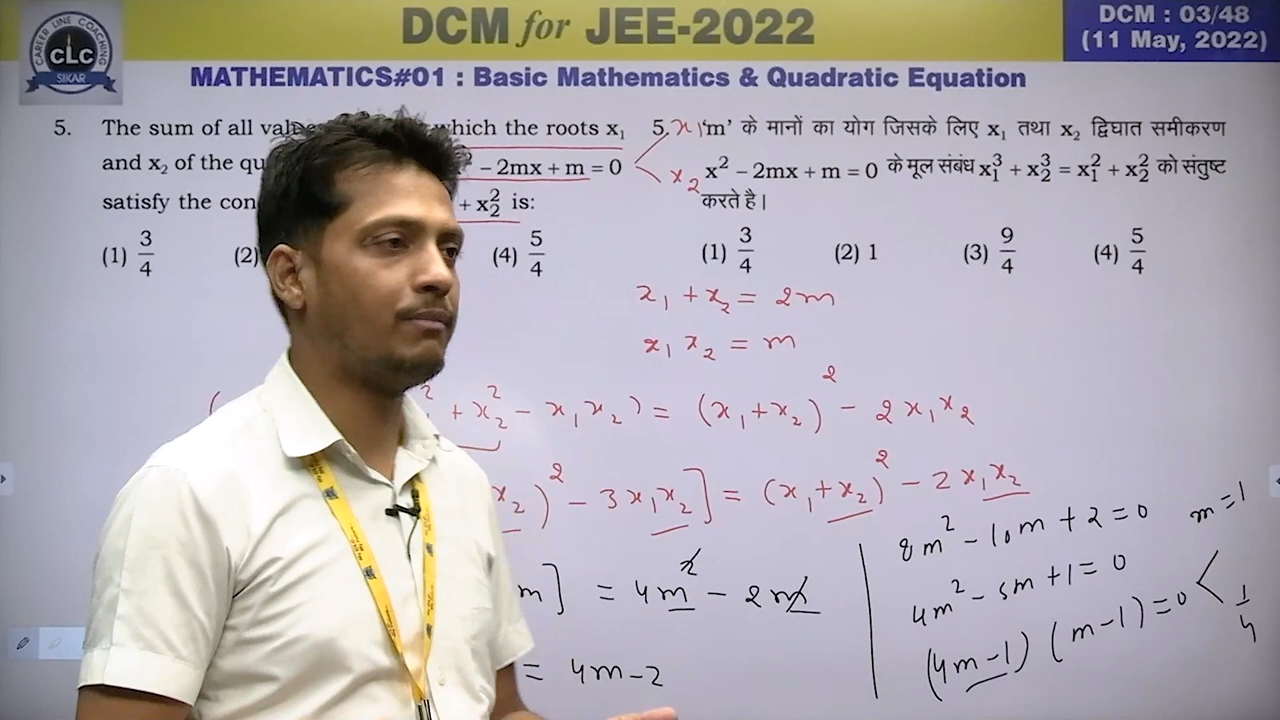 CAREER LINE COACHING
CLC
SIKAR
DCM for JEE-2022
DCM : 03/48
(11 May, 2022)
MATHEMATICS#01 : Basic Mathematics & Quadratic Equation
5. The sum of all which the roots x₁
and x₂ of the − 2mx + m = 0
satisfy the + x₂² is:
(1) 3/4 (2) (4) 5/4
x₁
x₂
5. 'm' के मानों का योग जिसके लिए x₁ तथा x₂ द्विघात समीकरण
x² − 2mx + m = 0 के मूल संबंध x₁³ + x₂³ = x₁² + x₂² को संतुष्ट
करते है।
(1) 3/4 (2) 1 (3) 9/4 (4) 5/4
x₁ + x₂ = 2m
x₁ x₂ = m
( ² + x₂² − x₁x₂) = (x₁+x₂)² − 2x₁x₂
x₂)² − 3x₁x₂] = (x₁+x₂)² − 2x₁x₂
m] = 4m² − 2m
= 4m−2
8m² − 10m + 2 = 0
4m² − 5m + 1 = 0
(4m−1) (m−1) = 0
m = 1
1/4